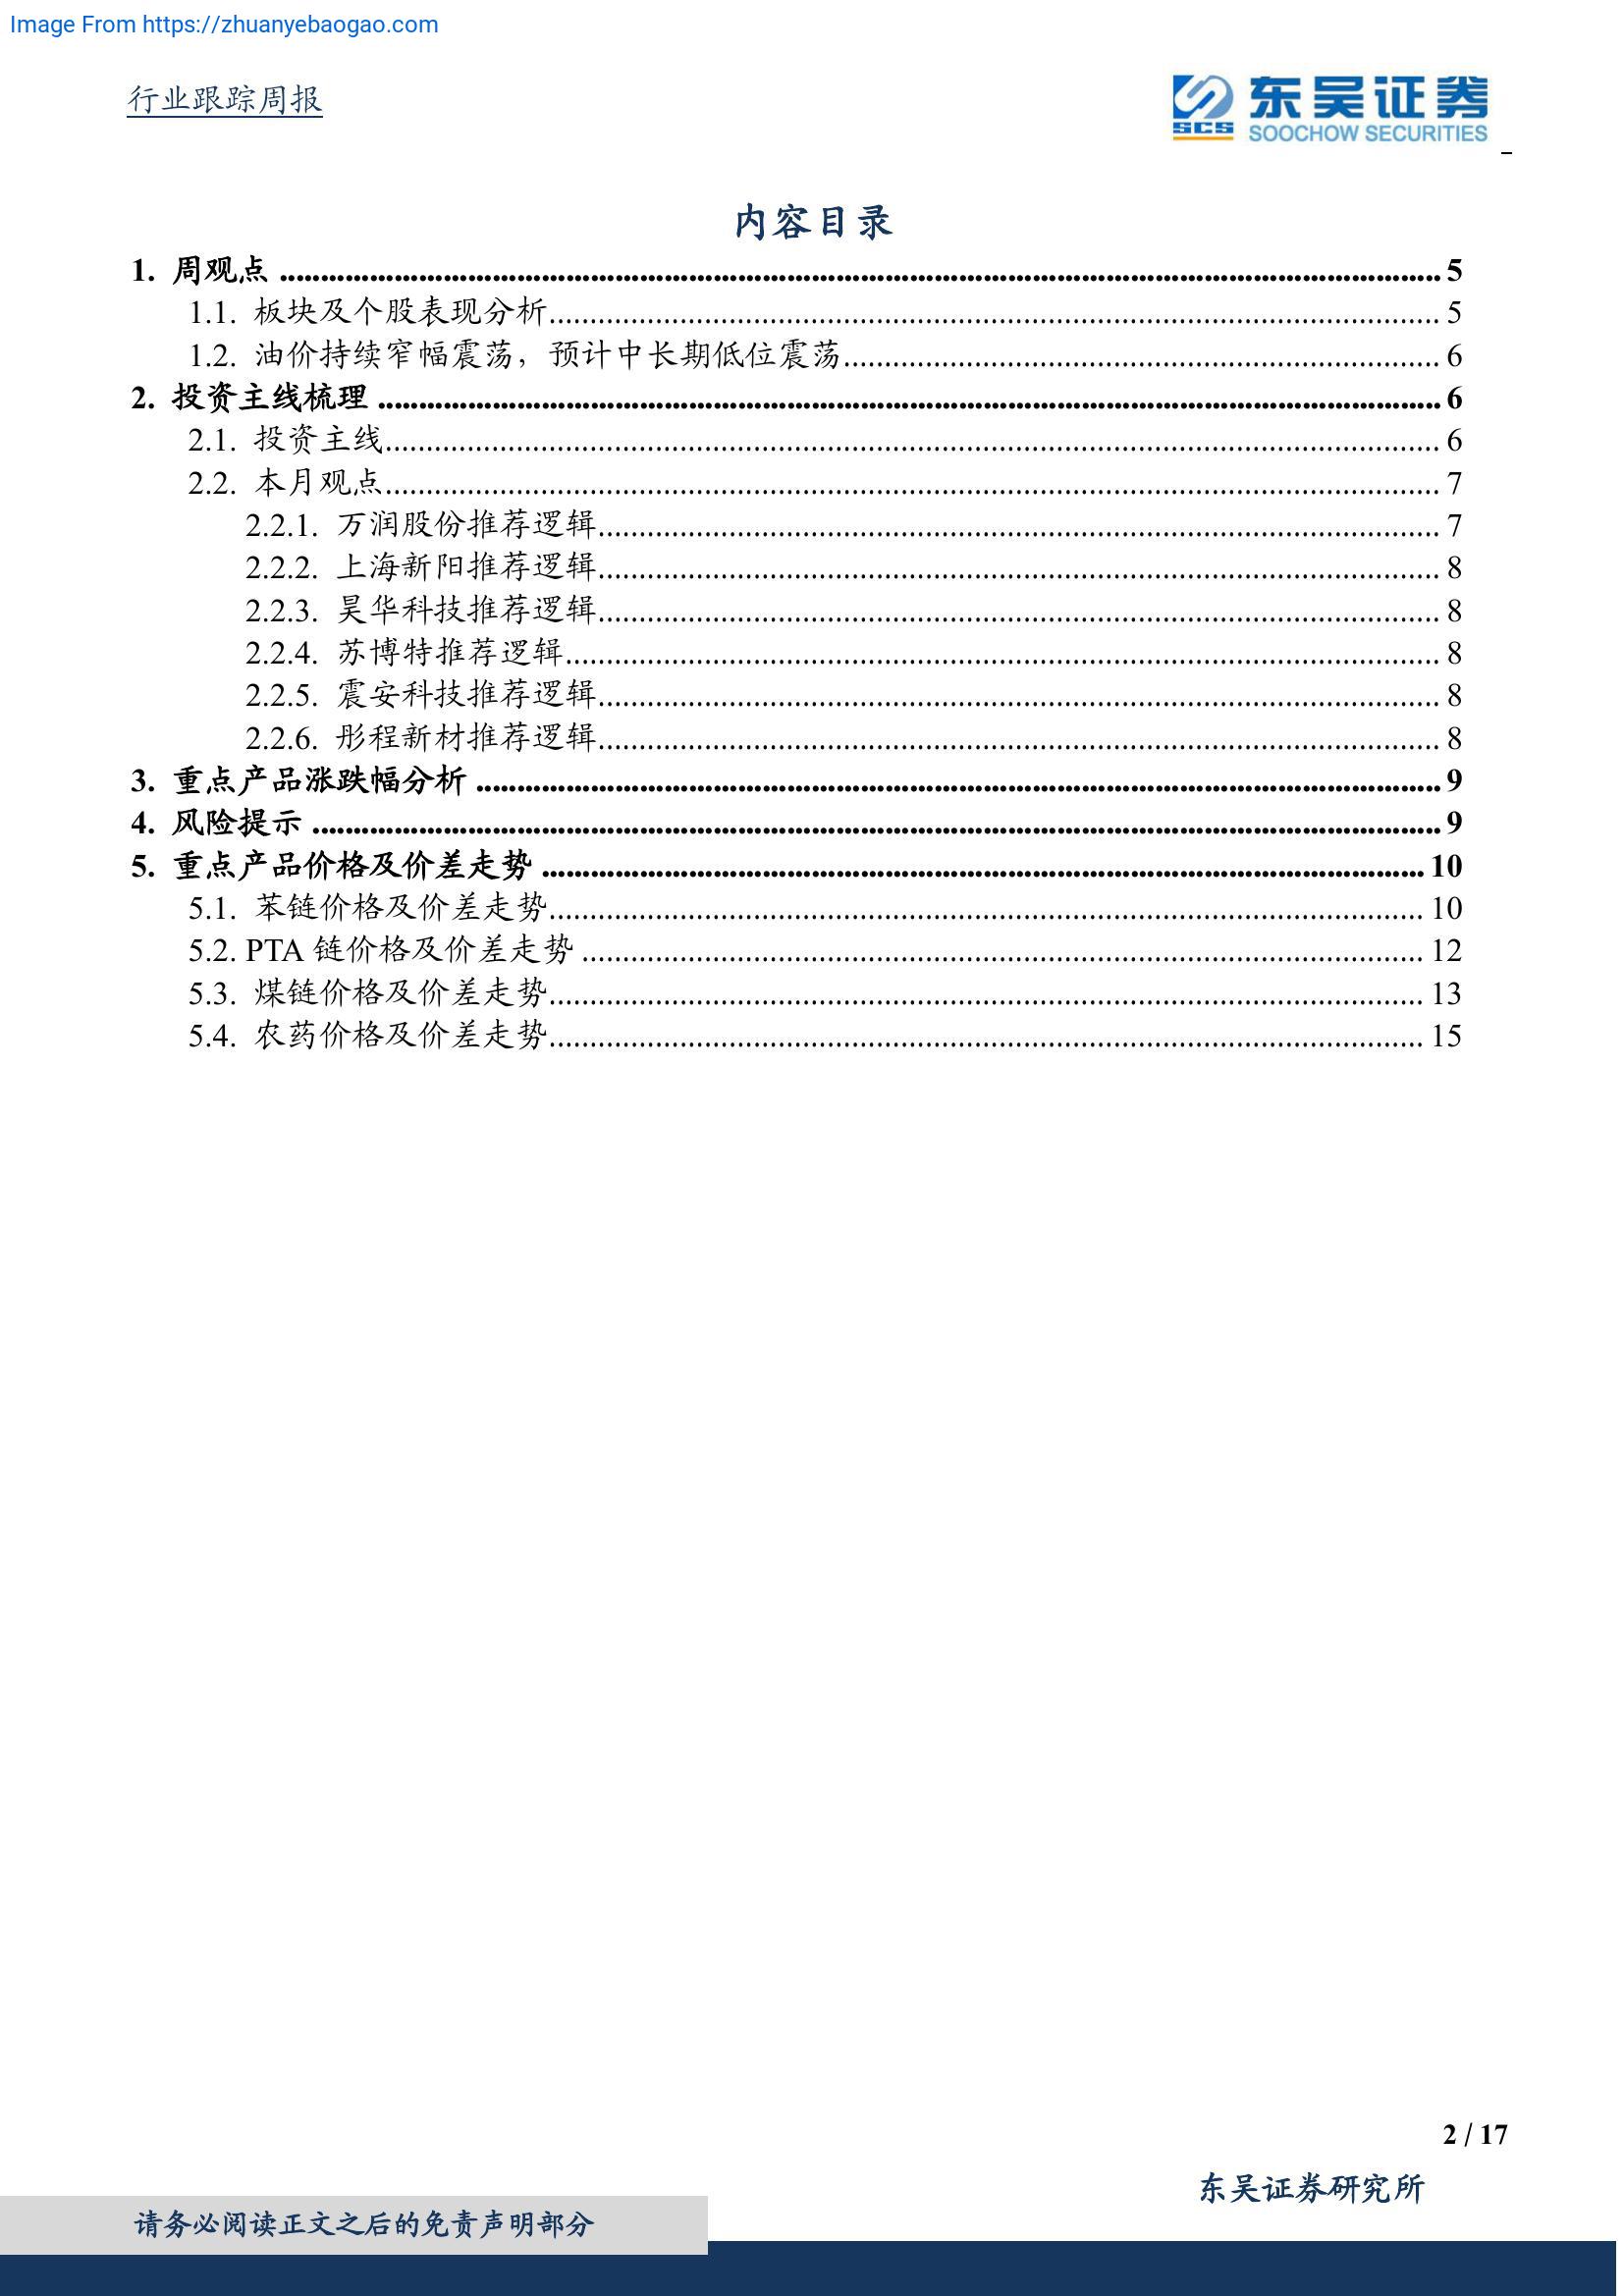 Image From https://zhuanyebaogao.com
行业跟踪周报
东吴证券
SCS
SOOCHOW SECURITIES
内容目录
1. 周观点 ........................................ 5
1.1. 板块及个股表现分析........................................ 5
1.2. 油价持续窄幅震荡，预计中长期低位震荡........................................ 6
2. 投资主线梳理 ........................................ 6
2.1. 投资主线........................................ 6
2.2. 本月观点........................................ 7
2.2.1. 万润股份推荐逻辑........................................ 7
2.2.2. 上海新阳推荐逻辑........................................ 8
2.2.3. 昊华科技推荐逻辑........................................ 8
2.2.4. 苏博特推荐逻辑........................................ 8
2.2.5. 震安科技推荐逻辑........................................ 8
2.2.6. 彤程新材推荐逻辑........................................ 8
3. 重点产品涨跌幅分析 ........................................ 9
4. 风险提示 ........................................ 9
5. 重点产品价格及价差走势 ........................................ 10
5.1. 苯链价格及价差走势........................................ 10
5.2. PTA 链价格及价差走势 ........................................ 12
5.3. 煤链价格及价差走势........................................ 13
5.4. 农药价格及价差走势........................................ 15
2 / 17
东吴证券研究所
请务必阅读正文之后的免责声明部分